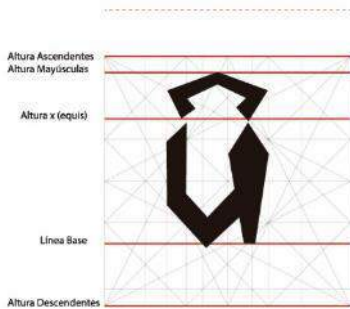 Altura Ascendentes
Altura Mayúsculas
Altura x (equis)
Línea Base
Altura Descendentes